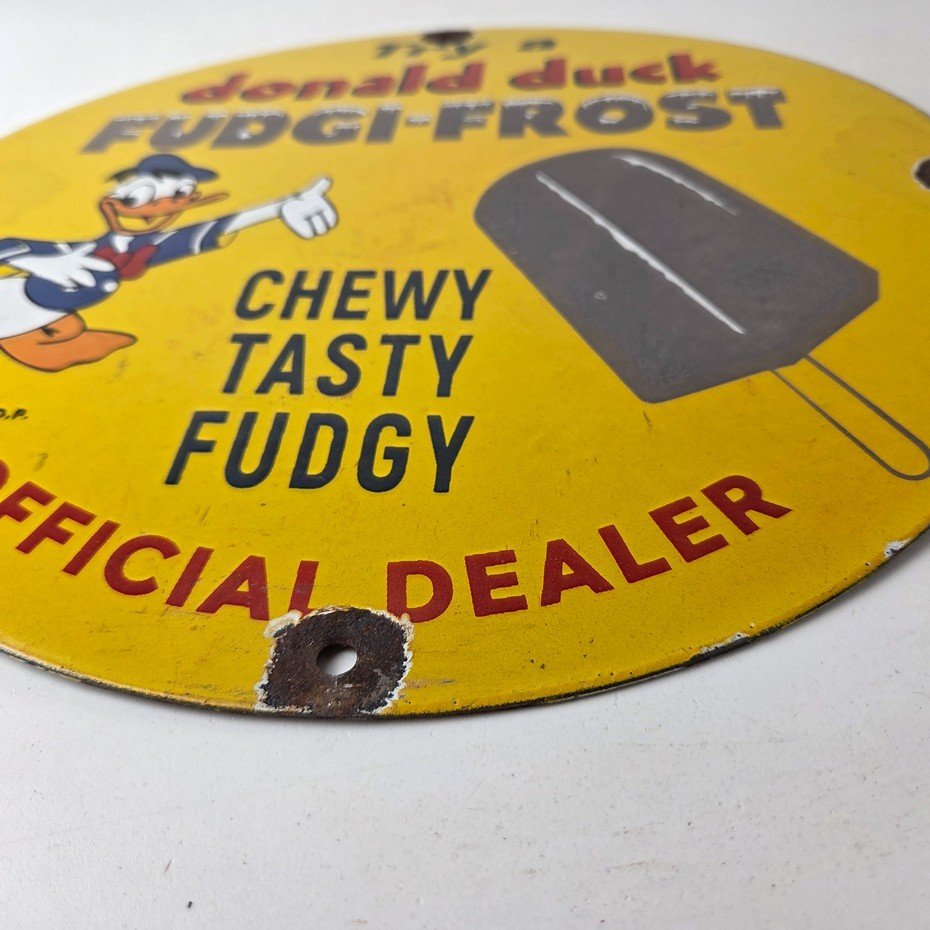 Try a
donald duck
FUDGI-FROST
CHEWY
TASTY
FUDGY
D.P.
OFFICIAL DEALER